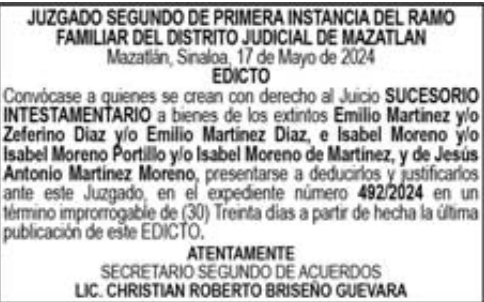 JUZGADO SEGUNDO DE PRIMERA INSTANCIA DEL RAMO
FAMILIAR DEL DISTRITO JUDICIAL DE MAZATLAN
Mazatlán, Sinaloa, 17 de Mayo de 2024
EDICTO
Convócase a quienes se crean con derecho al Juicio SUCESORIO
INTESTAMENTARIO a bienes de los extintos Emilio Martínez y/o
Zeferino Diaz y/o Emilio Martínez Diaz, e Isabel Moreno y/o
Isabel Moreno Portillo y/o Isabel Moreno de Martínez, y de Jesús
Antonio Martínez Moreno, presentarse a deducirlos y justificarlos
ante este Juzgado, en el expediente número 492/2024 en un
término improrrogable de (30) Treinta días a partir de hecha la última
publicación de este EDICTO.
ATENTAMENTE
SECRETARIO SEGUNDO DE ACUERDOS
LIC. CHRISTIAN ROBERTO BRISEÑO GUEVARA